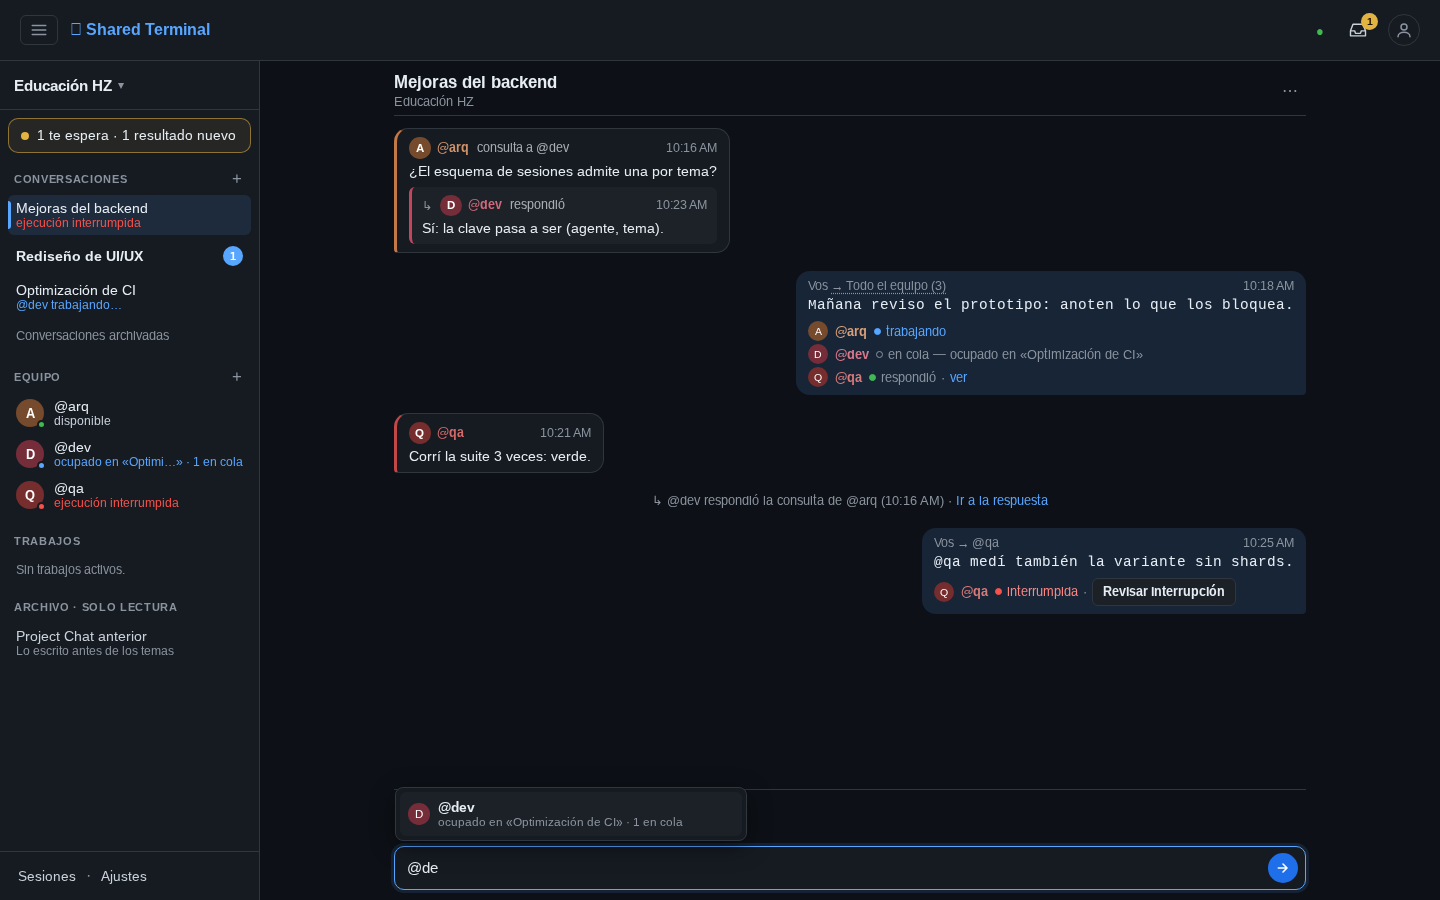 Shared Terminal
1
Educación HZ ▾
1 te espera · 1 resultado nuevo
CONVERSACIONES +
Mejoras del backend
ejecución interrumpida
Rediseño de UI/UX 1
Optimización de CI
@dev trabajando…
Conversaciones archivadas
EQUIPO +
A @arq
disponible
D @dev
ocupado en «Optimi…» · 1 en cola
Q @qa
ejecución interrumpida
TRABAJOS
Sin trabajos activos.
ARCHIVO · SOLO LECTURA
Project Chat anterior
Lo escrito antes de los temas
Sesiones · Ajustes
Mejoras del backend
Educación HZ
…
A @arq consulta a @dev 10:16 AM
¿El esquema de sesiones admite una por tema?
↳ D @dev respondió 10:23 AM
Sí: la clave pasa a ser (agente, tema).
Vos → Todo el equipo (3) 10:18 AM
Mañana reviso el prototipo: anoten lo que los bloquea.
A @arq trabajando
D @dev en cola — ocupado en «Optimización de CI»
Q @qa respondió · ver
Q @qa 10:21 AM
Corrí la suite 3 veces: verde.
↳ @dev respondió la consulta de @arq (10:16 AM) · Ir a la respuesta
Vos → @qa 10:25 AM
@qa medí también la variante sin shards.
Q @qa interrumpida · Revisar interrupción
D @dev
ocupado en «Optimización de CI» · 1 en cola
@de